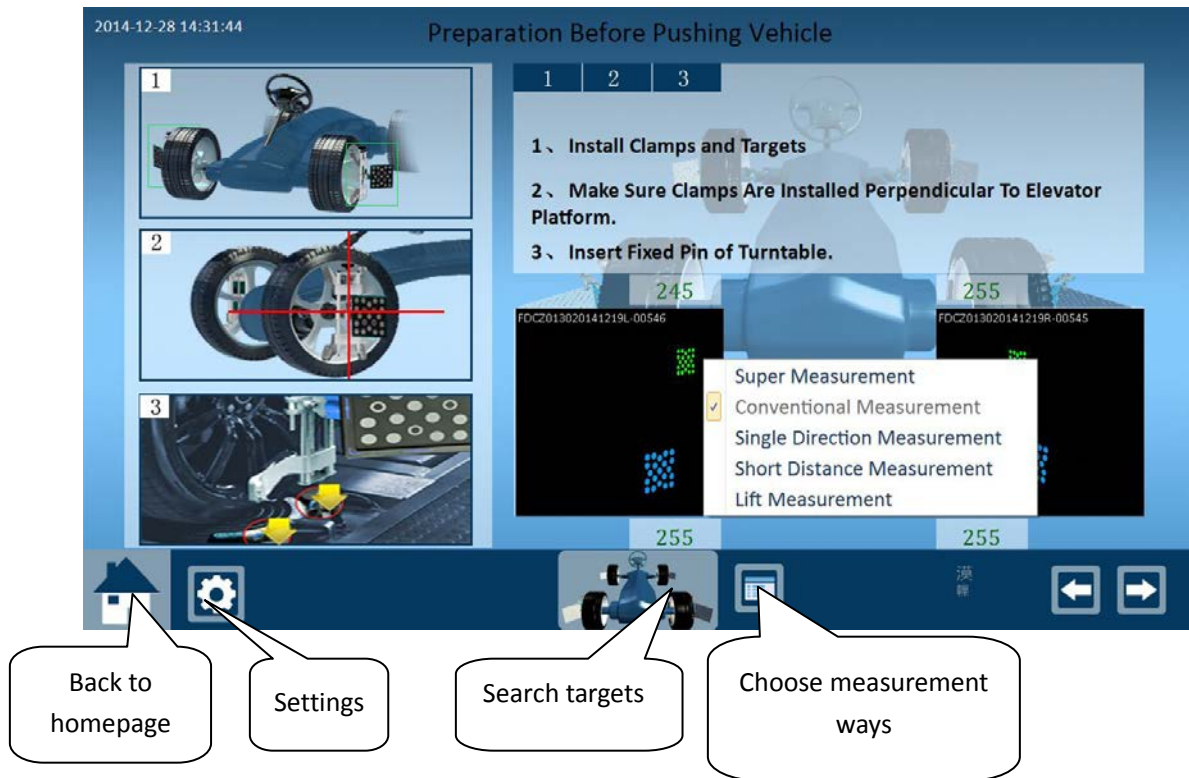 2014-12-28 14:31:44
Preparation Before Pushing Vehicle
1
2
3
1 2 3
1、 Install Clamps and Targets
2、 Make Sure Clamps Are Installed Perpendicular To Elevator
Platform.
3、 Insert Fixed Pin of Turntable.
245
255
FDCZ013020141219L-00546
FDCZ013020141219R-00545
Super Measurement
✓ Conventional Measurement
Single Direction Measurement
Short Distance Measurement
Lift Measurement
255
255
Back to
homepage
Settings
Search targets
Choose measurement
ways